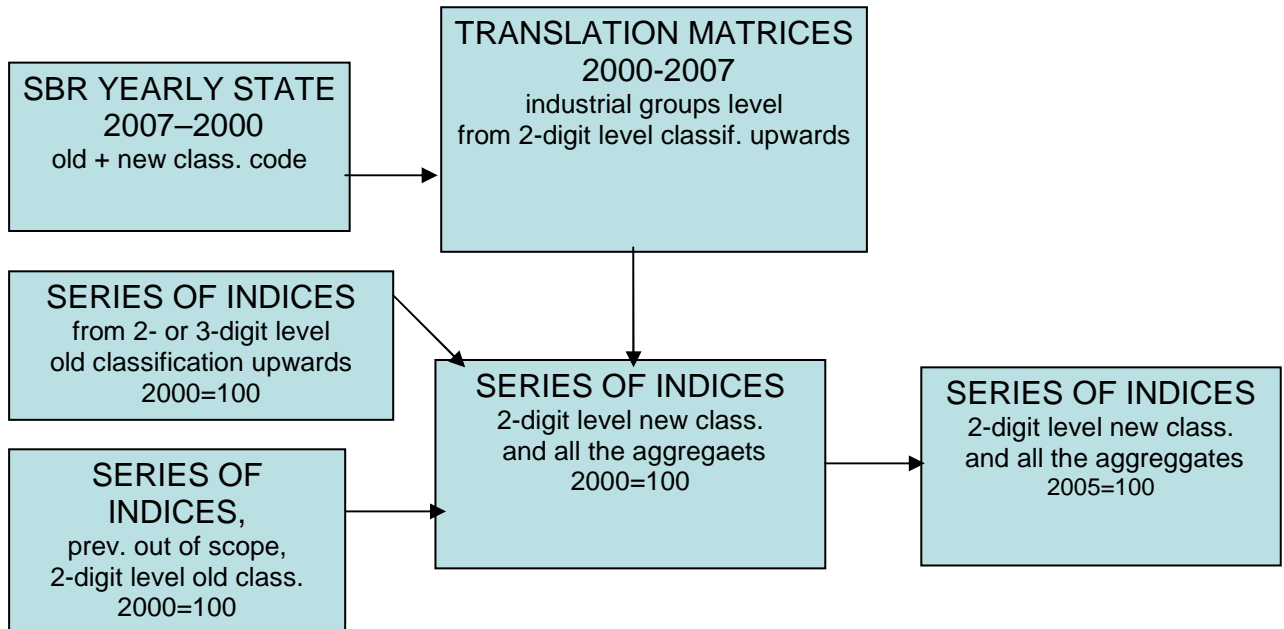 TRANSLATION MATRICES
2000-2007
industrial groups level
from 2-digit level classif. upwards
SBR YEARLY STATE
2007–2000
old + new class. code
SERIES OF INDICES
from 2- or 3-digit level
old classification upwards
2000=100
SERIES OF INDICES
2-digit level new class.
and all the aggregaets
2000=100
SERIES OF INDICES
2-digit level new class.
and all the aggreggates
2005=100
SERIES OF
INDICES,
prev. out of scope,
2-digit level old class.
2000=100